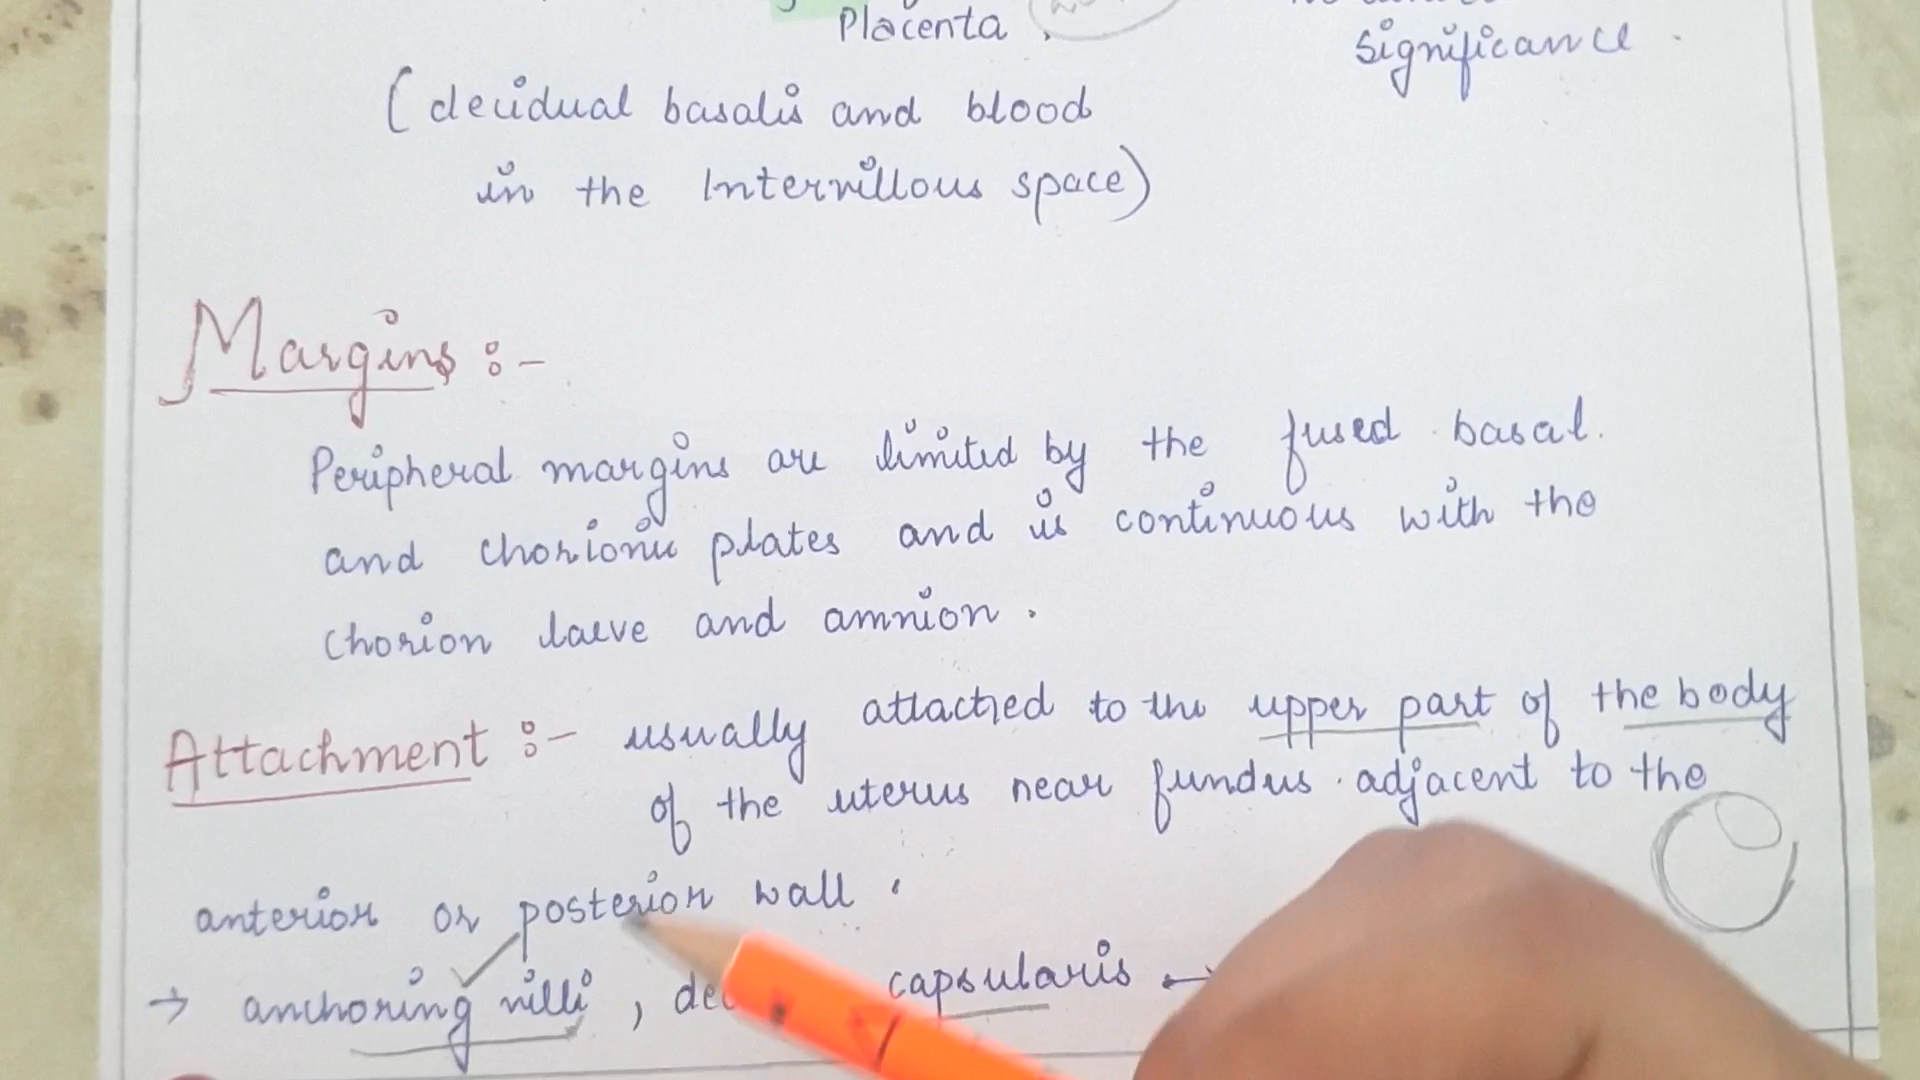 Placenta .
significance .
(decidual basalis and blood
in the Intervillous space)
Margins :-
Peripheral margins are limited by the fused basal.
and chorionic plates and is continuous with the
chorion laeve and amnion .
Attachment :- usually attached to the upper part of the body
of the uterus near fundus . adjacent to the
anterior or posterior wall .
→ anchoring villi , capsularis ←